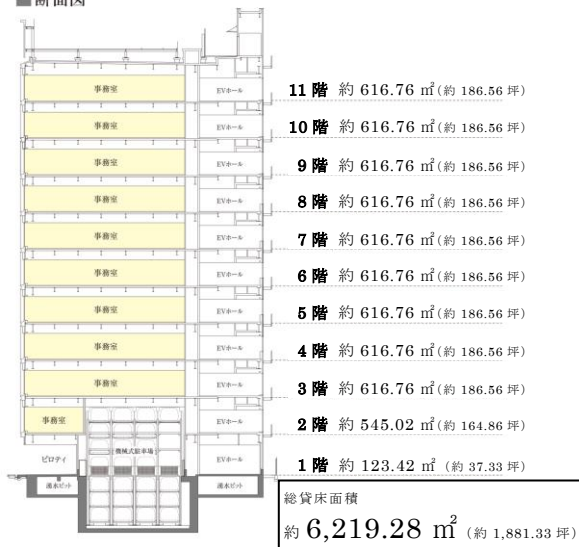 ■断面図
事務室 EVホール 11 階 約 616.76 ㎡(約 186.56 坪)
事務室 EVホール 10 階 約 616.76 ㎡(約 186.56 坪)
事務室 EVホール 9 階 約 616.76 ㎡(約 186.56 坪)
事務室 EVホール 8 階 約 616.76 ㎡(約 186.56 坪)
事務室 EVホール 7 階 約 616.76 ㎡(約 186.56 坪)
事務室 EVホール 6 階 約 616.76 ㎡(約 186.56 坪)
事務室 EVホール 5 階 約 616.76 ㎡(約 186.56 坪)
事務室 EVホール 4 階 約 616.76 ㎡(約 186.56 坪)
事務室 EVホール 3 階 約 616.76 ㎡(約 186.56 坪)
事務室 EVホール 2 階 約 545.02 ㎡(約 164.86 坪)
ピロティ 機械式駐車場 EVホール 1 階 約 123.42 ㎡ (約 37.33 坪)
湧水ピット 湧水ピット
総貸床面積
約 6,219.28 ㎡ (約 1,881.33 坪)